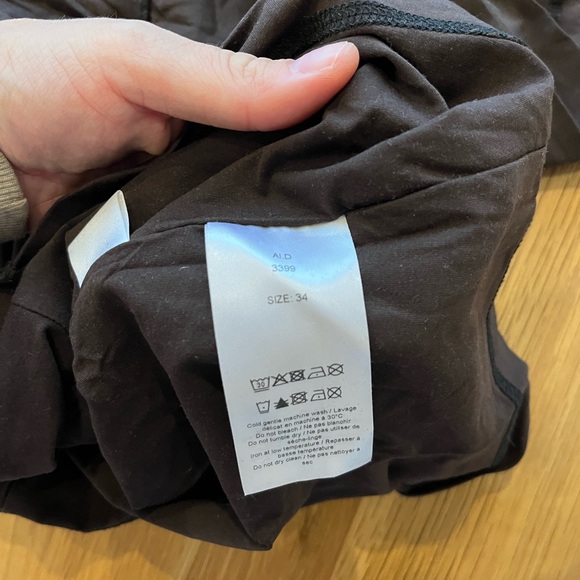 ALD
3399
SIZE: 34
30
Cold gentle machine wash / Lavage
delicat en machine à 30°C
Do not bleach / Ne pas blanchir
Do not tumble dry / Ne pas utiliser de
sèche-linge
Iron at low temperature / Repasser à
basse température
Do not dry clean / Ne pas nettoyer à
sec